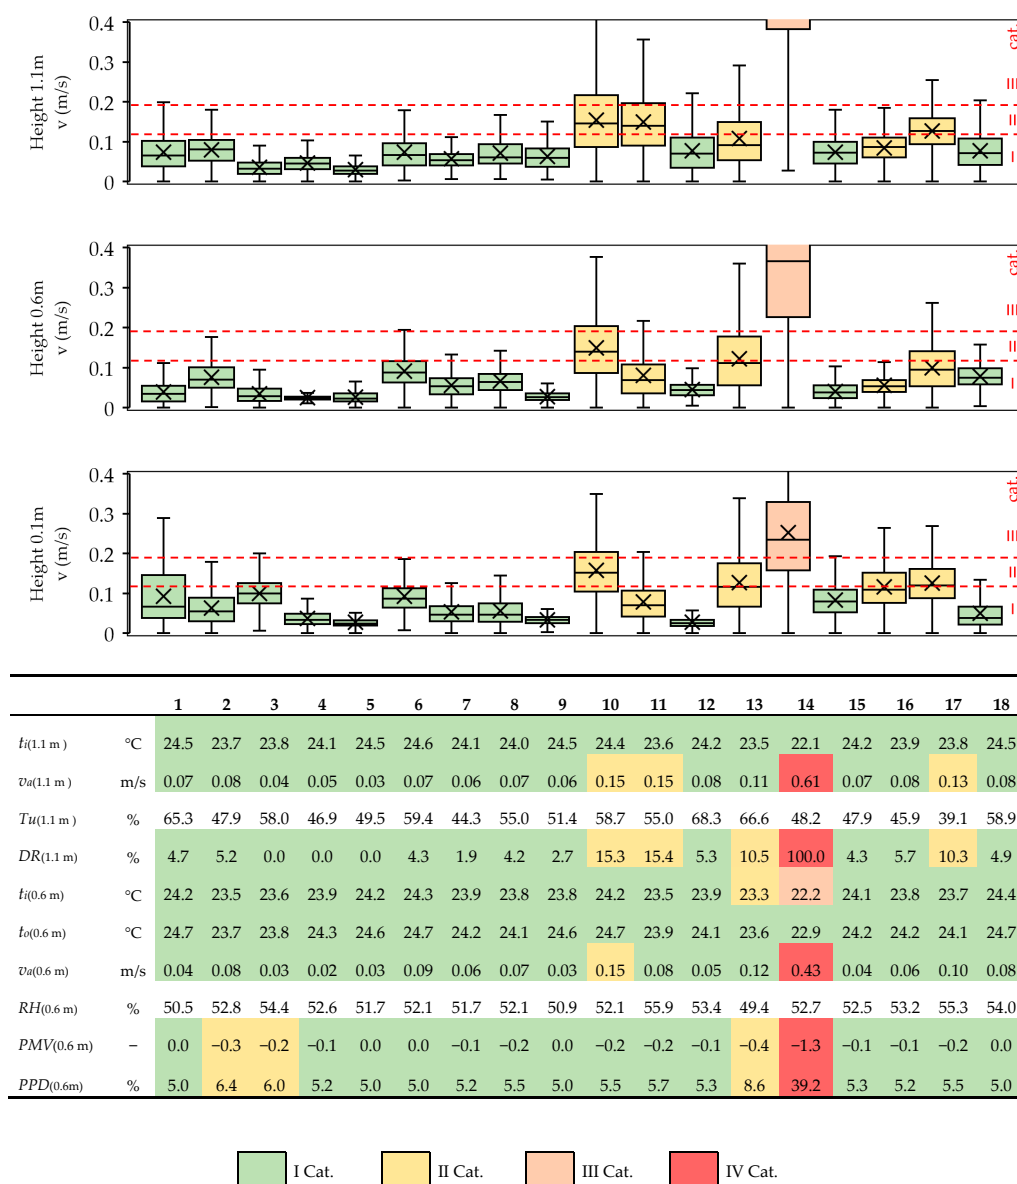 0.4
0.3
0.2
0.1
0
Height 1.1m
v (m/s)
cat.
III
II
I
0.4
0.3
0.2
0.1
0
Height 0.6m
v (m/s)
cat.
III
II
I
0.4
0.3
0.2
0.1
0
Height 0.1m
v (m/s)
cat.
III
II
I
1 2 3 4 5 6 7 8 9 10 11 12 13 14 15 16 17 18
ti(1.1 m ) °C 24.5 23.7 23.8 24.1 24.5 24.6 24.1 24.0 24.5 24.4 23.6 24.2 23.5 22.1 24.2 23.9 23.8 24.5
va(1.1 m ) m/s 0.07 0.08 0.04 0.05 0.03 0.07 0.06 0.07 0.06 0.15 0.15 0.08 0.11 0.61 0.07 0.08 0.13 0.08
Tu(1.1 m ) % 65.3 47.9 58.0 46.9 49.5 59.4 44.3 55.0 51.4 58.7 55.0 68.3 66.6 48.2 47.9 45.9 39.1 58.9
DR(1.1 m) % 4.7 5.2 0.0 0.0 0.0 4.3 1.9 4.2 2.7 15.3 15.4 5.3 10.5 100.0 4.3 5.7 10.3 4.9
ti(0.6 m) °C 24.2 23.5 23.6 23.9 24.2 24.3 23.9 23.8 23.8 24.2 23.5 23.9 23.3 22.2 24.1 23.8 23.7 24.4
to(0.6 m) °C 24.7 23.7 23.8 24.3 24.6 24.7 24.2 24.1 24.6 24.7 23.9 24.1 23.6 22.9 24.2 24.2 24.1 24.7
va(0.6 m) m/s 0.04 0.08 0.03 0.02 0.03 0.09 0.06 0.07 0.03 0.15 0.08 0.05 0.12 0.43 0.04 0.06 0.10 0.08
RH(0.6 m) % 50.5 52.8 54.4 52.6 51.7 52.1 51.7 52.1 50.9 52.1 55.9 53.4 49.4 52.7 52.5 53.2 55.3 54.0
PMV(0.6 m) – 0.0 −0.3 −0.2 −0.1 0.0 0.0 −0.1 −0.2 0.0 −0.2 −0.2 −0.1 −0.4 −1.3 −0.1 −0.1 −0.2 0.0
PPD(0.6m) % 5.0 6.4 6.0 5.2 5.0 5.0 5.2 5.5 5.0 5.5 5.7 5.3 8.6 39.2 5.3 5.2 5.5 5.0
I Cat. II Cat. III Cat. IV Cat.